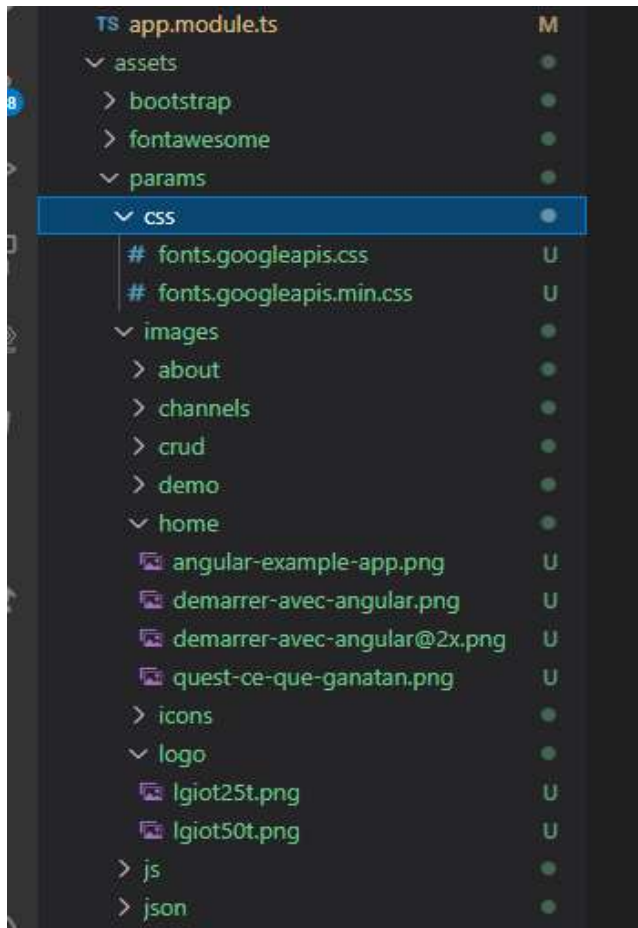 TS app.module.ts M
assets
8
bootstrap
fontawesome
params
css
# fonts.googleapis.css U
# fonts.googleapis.min.css U
images
about
channels
crud
demo
home
angular-example-app.png U
demarrer-avec-angular.png U
demarrer-avec-angular@2x.png U
quest-ce-que-ganatan.png U
icons
logo
lgiot25t.png U
lgiot50t.png U
js
json